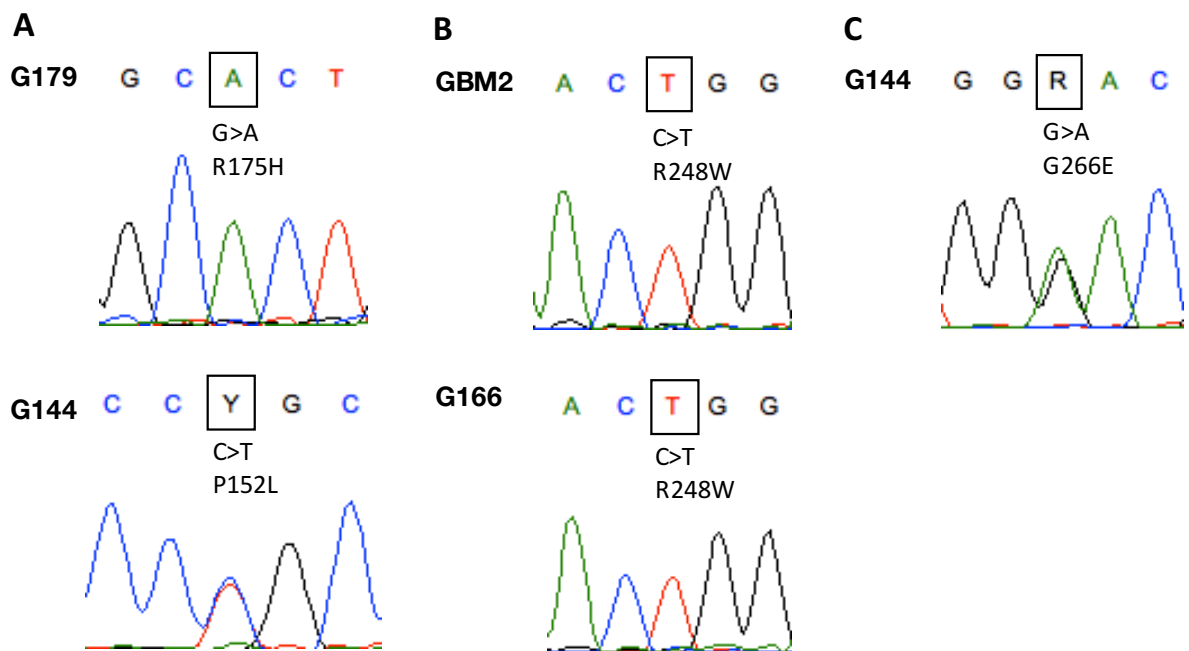 A
G179 G C A C T
G>A
R175H
G144 C C Y G C
C>T
P152L
B
GBM2 A C T G G
C>T
R248W
G166 A C T G G
C>T
R248W
C
G144 G G R A C
G>A
G266E